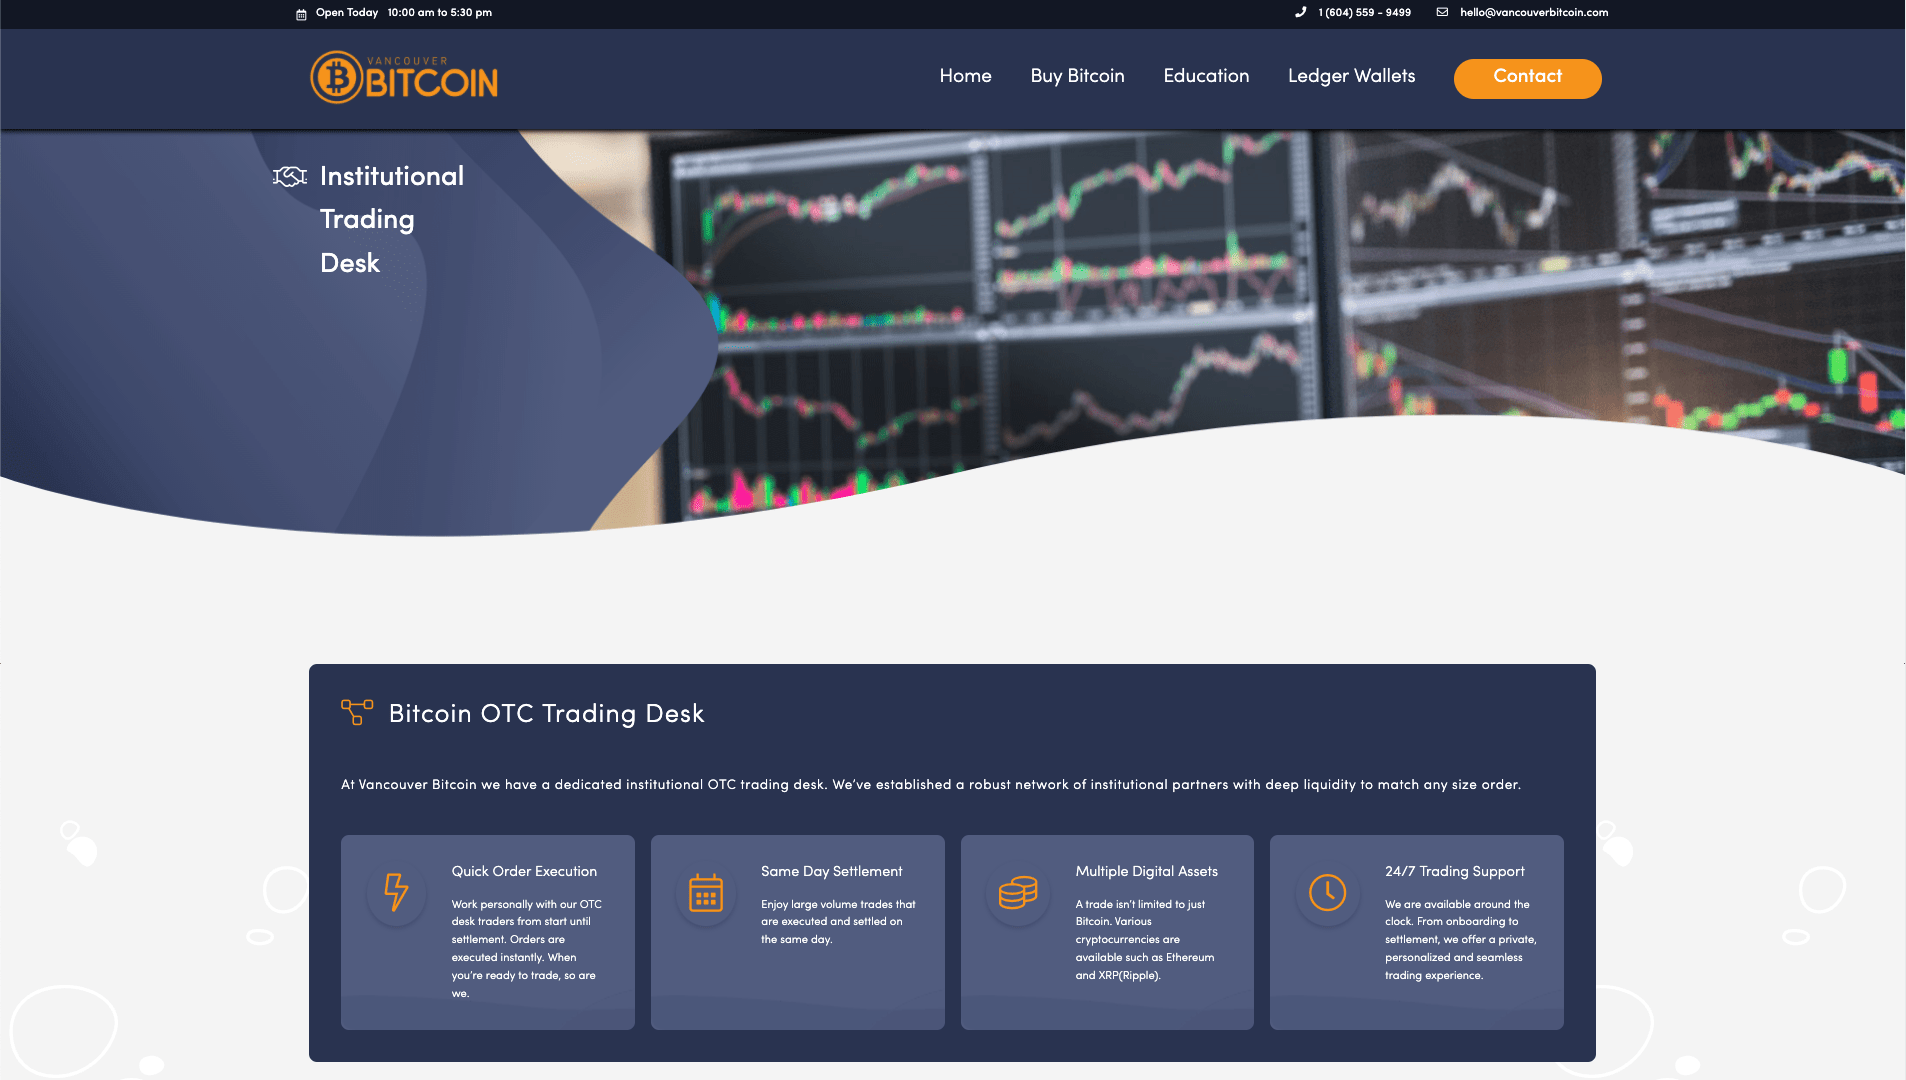 Open Today 10:00 am to 5:30 pm
1 (604) 559 - 9499
hello@vancouverbitcoin.com
VANCOUVER
BITCOIN
Home
Buy Bitcoin
Education
Ledger Wallets
Contact
Institutional
Trading
Desk
Bitcoin OTC Trading Desk
At Vancouver Bitcoin we have a dedicated institutional OTC trading desk. We've established a robust network of institutional partners with deep liquidity to match any size order.
Quick Order Execution
Work personally with our OTC
desk traders from start until
settlement. Orders are
executed instantly. When
you're ready to trade, so are
we.
Same Day Settlement
Enjoy large volume trades that
are executed and settled on
the same day.
Multiple Digital Assets
A trade isn't limited to just
Bitcoin. Various
cryptocurrencies are
available such as Ethereum
and XRP(Ripple).
24/7 Trading Support
We are available around the
clock. From onboarding to
settlement, we offer a private,
personalized and seamless
trading experience.